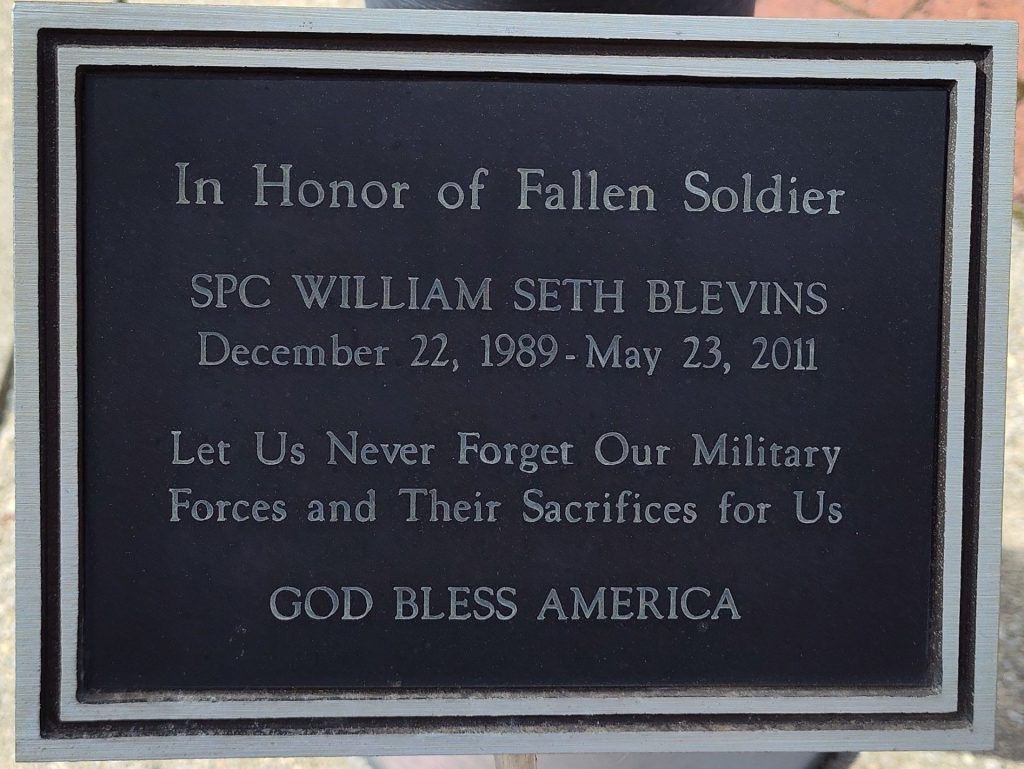 In Honor of Fallen Soldier
SPC WILLIAM SETH BLEVINS
December 22, 1989 - May 23, 2011
Let Us Never Forget Our Military
Forces and Their Sacrifices for Us
GOD BLESS AMERICA